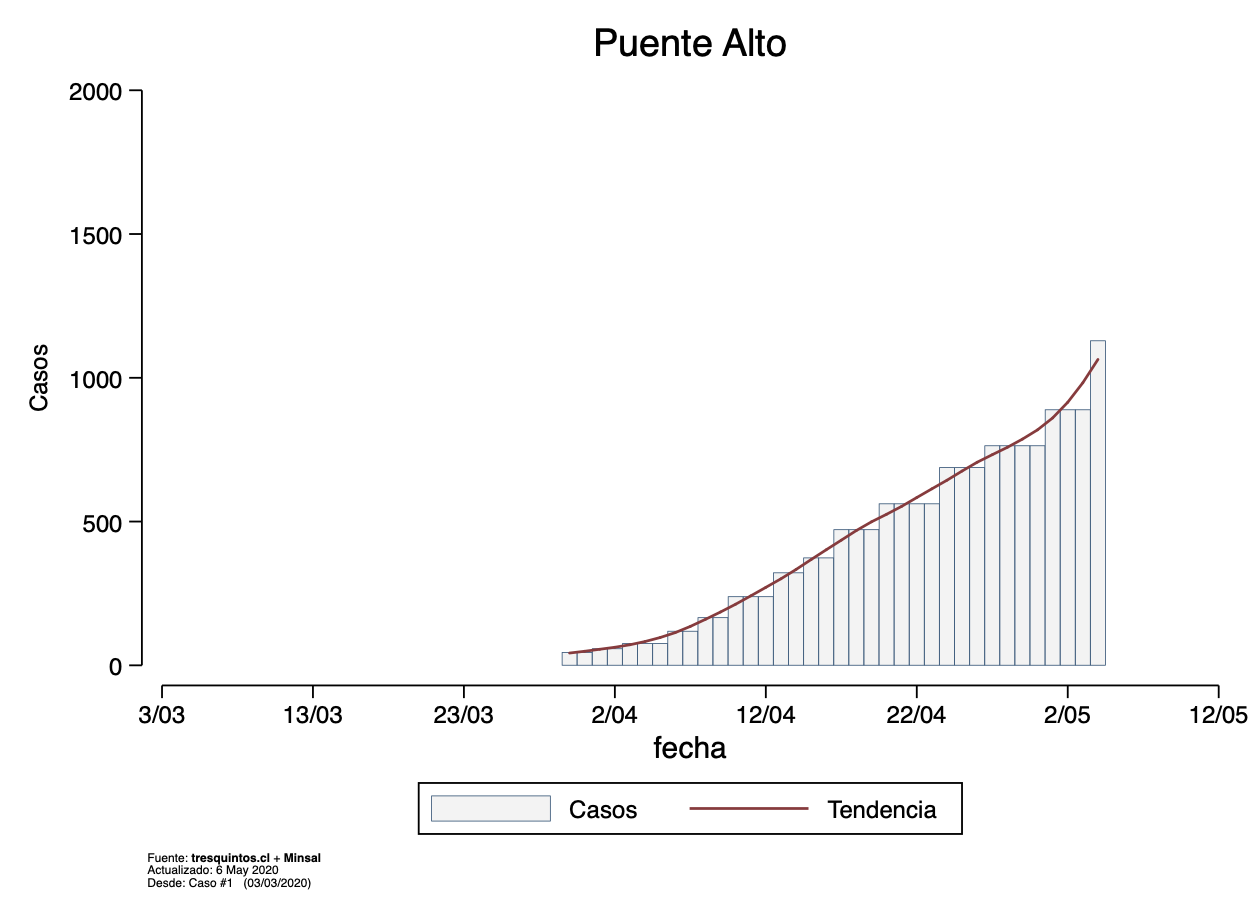 Puente Alto
2000
1500
1000
500
0
Casos
3/03 13/03 23/03 2/04 12/04 22/04 2/05 12/05
fecha
Casos Tendencia
Fuente: tresquintos.cl + Minsal
Actualizado: 6 May 2020
Desde: Caso #1 (03/03/2020)